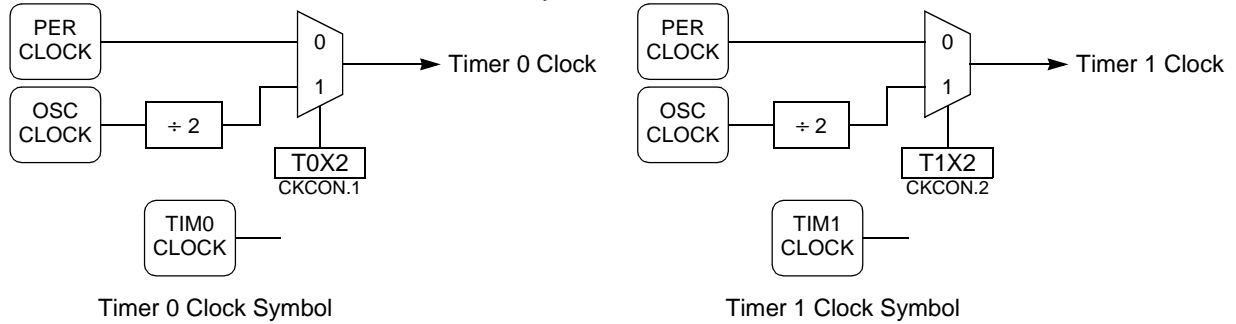 PER
CLOCK
0
Timer 0 Clock
1
OSC
CLOCK
÷ 2
T0X2
CKCON.1
TIM0
CLOCK
Timer 0 Clock Symbol
PER
CLOCK
0
Timer 1 Clock
1
OSC
CLOCK
÷ 2
T1X2
CKCON.2
TIM1
CLOCK
Timer 1 Clock Symbol